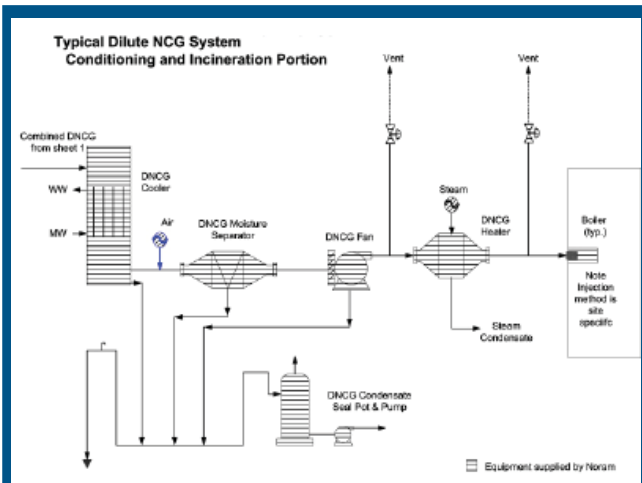 Typical Dilute NCG System
Conditioning and Incineration Portion
Vent
Vent
Combined DNCG
from sheet 1
DNCG
Cooler
WW
MW
Air
DNCG Moisture
Separator
DNCG Fan
Steam
DNCG
Heater
Boiler
(typ.)
Note
Injection
method is
site
specific
Steam
Condensate
DNCG Condensate
Seal Pot & Pump
Equipment supplied by Noram